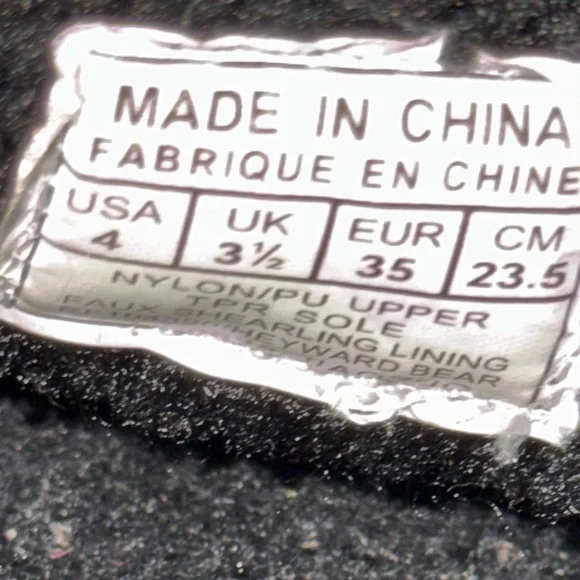 MADE IN CHINA
FABRIQUE EN CHINE
USA UK EUR CM
4 3½ 35 23.5
NYLON/PU UPPER
TPR SOLE
FAUX SHEARLING LINING
HEYWARD BEAR